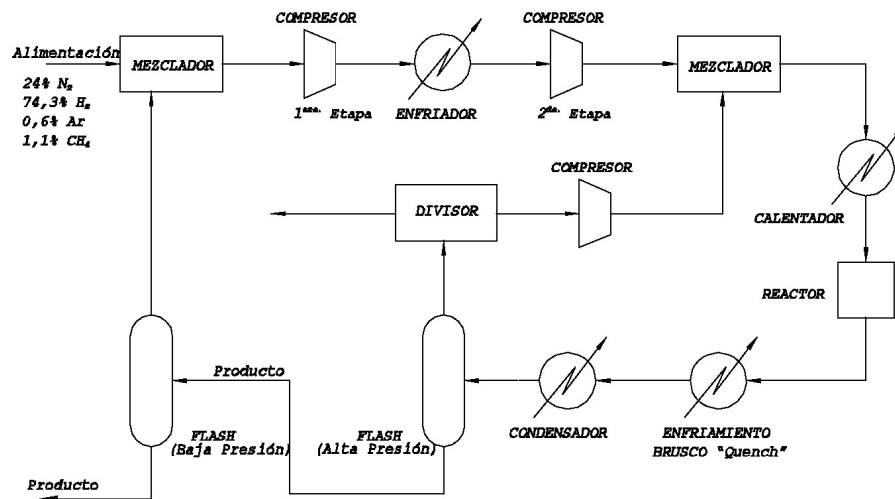 COMPRESOR
COMPRESOR
Alimentación
MEZCLADOR
MEZCLADOR
24% N₂
74,3% H₂
0,6% Ar
1,1% CH₄
1ʳᵃ. Etapa
ENFRIADOR
2ᵈᵃ. Etapa
COMPRESOR
DIVISOR
CALENTADOR
REACTOR
Producto
FLASH
(Baja Presión)
FLASH
(Alta Presión)
CONDENSADOR
ENFRIAMIENTO
BRUSCO "Quench"
Producto